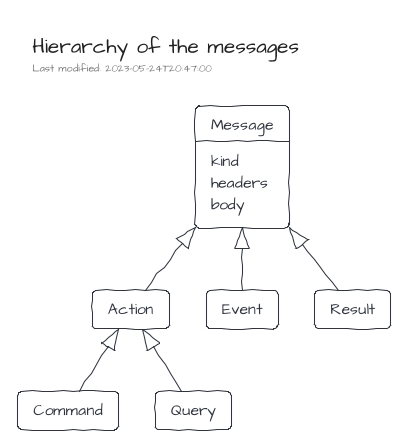 Hierarchy of the messages
Last modified: 2023-05-24T20:47:00
Message
kind
headers
body
Action
Event
Result
Command
Query